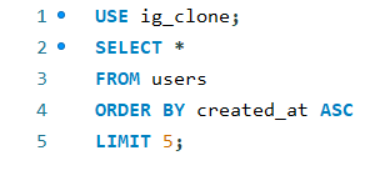 1 USE ig_clone;
2 SELECT *
3 FROM users
4 ORDER BY created_at ASC
5 LIMIT 5;